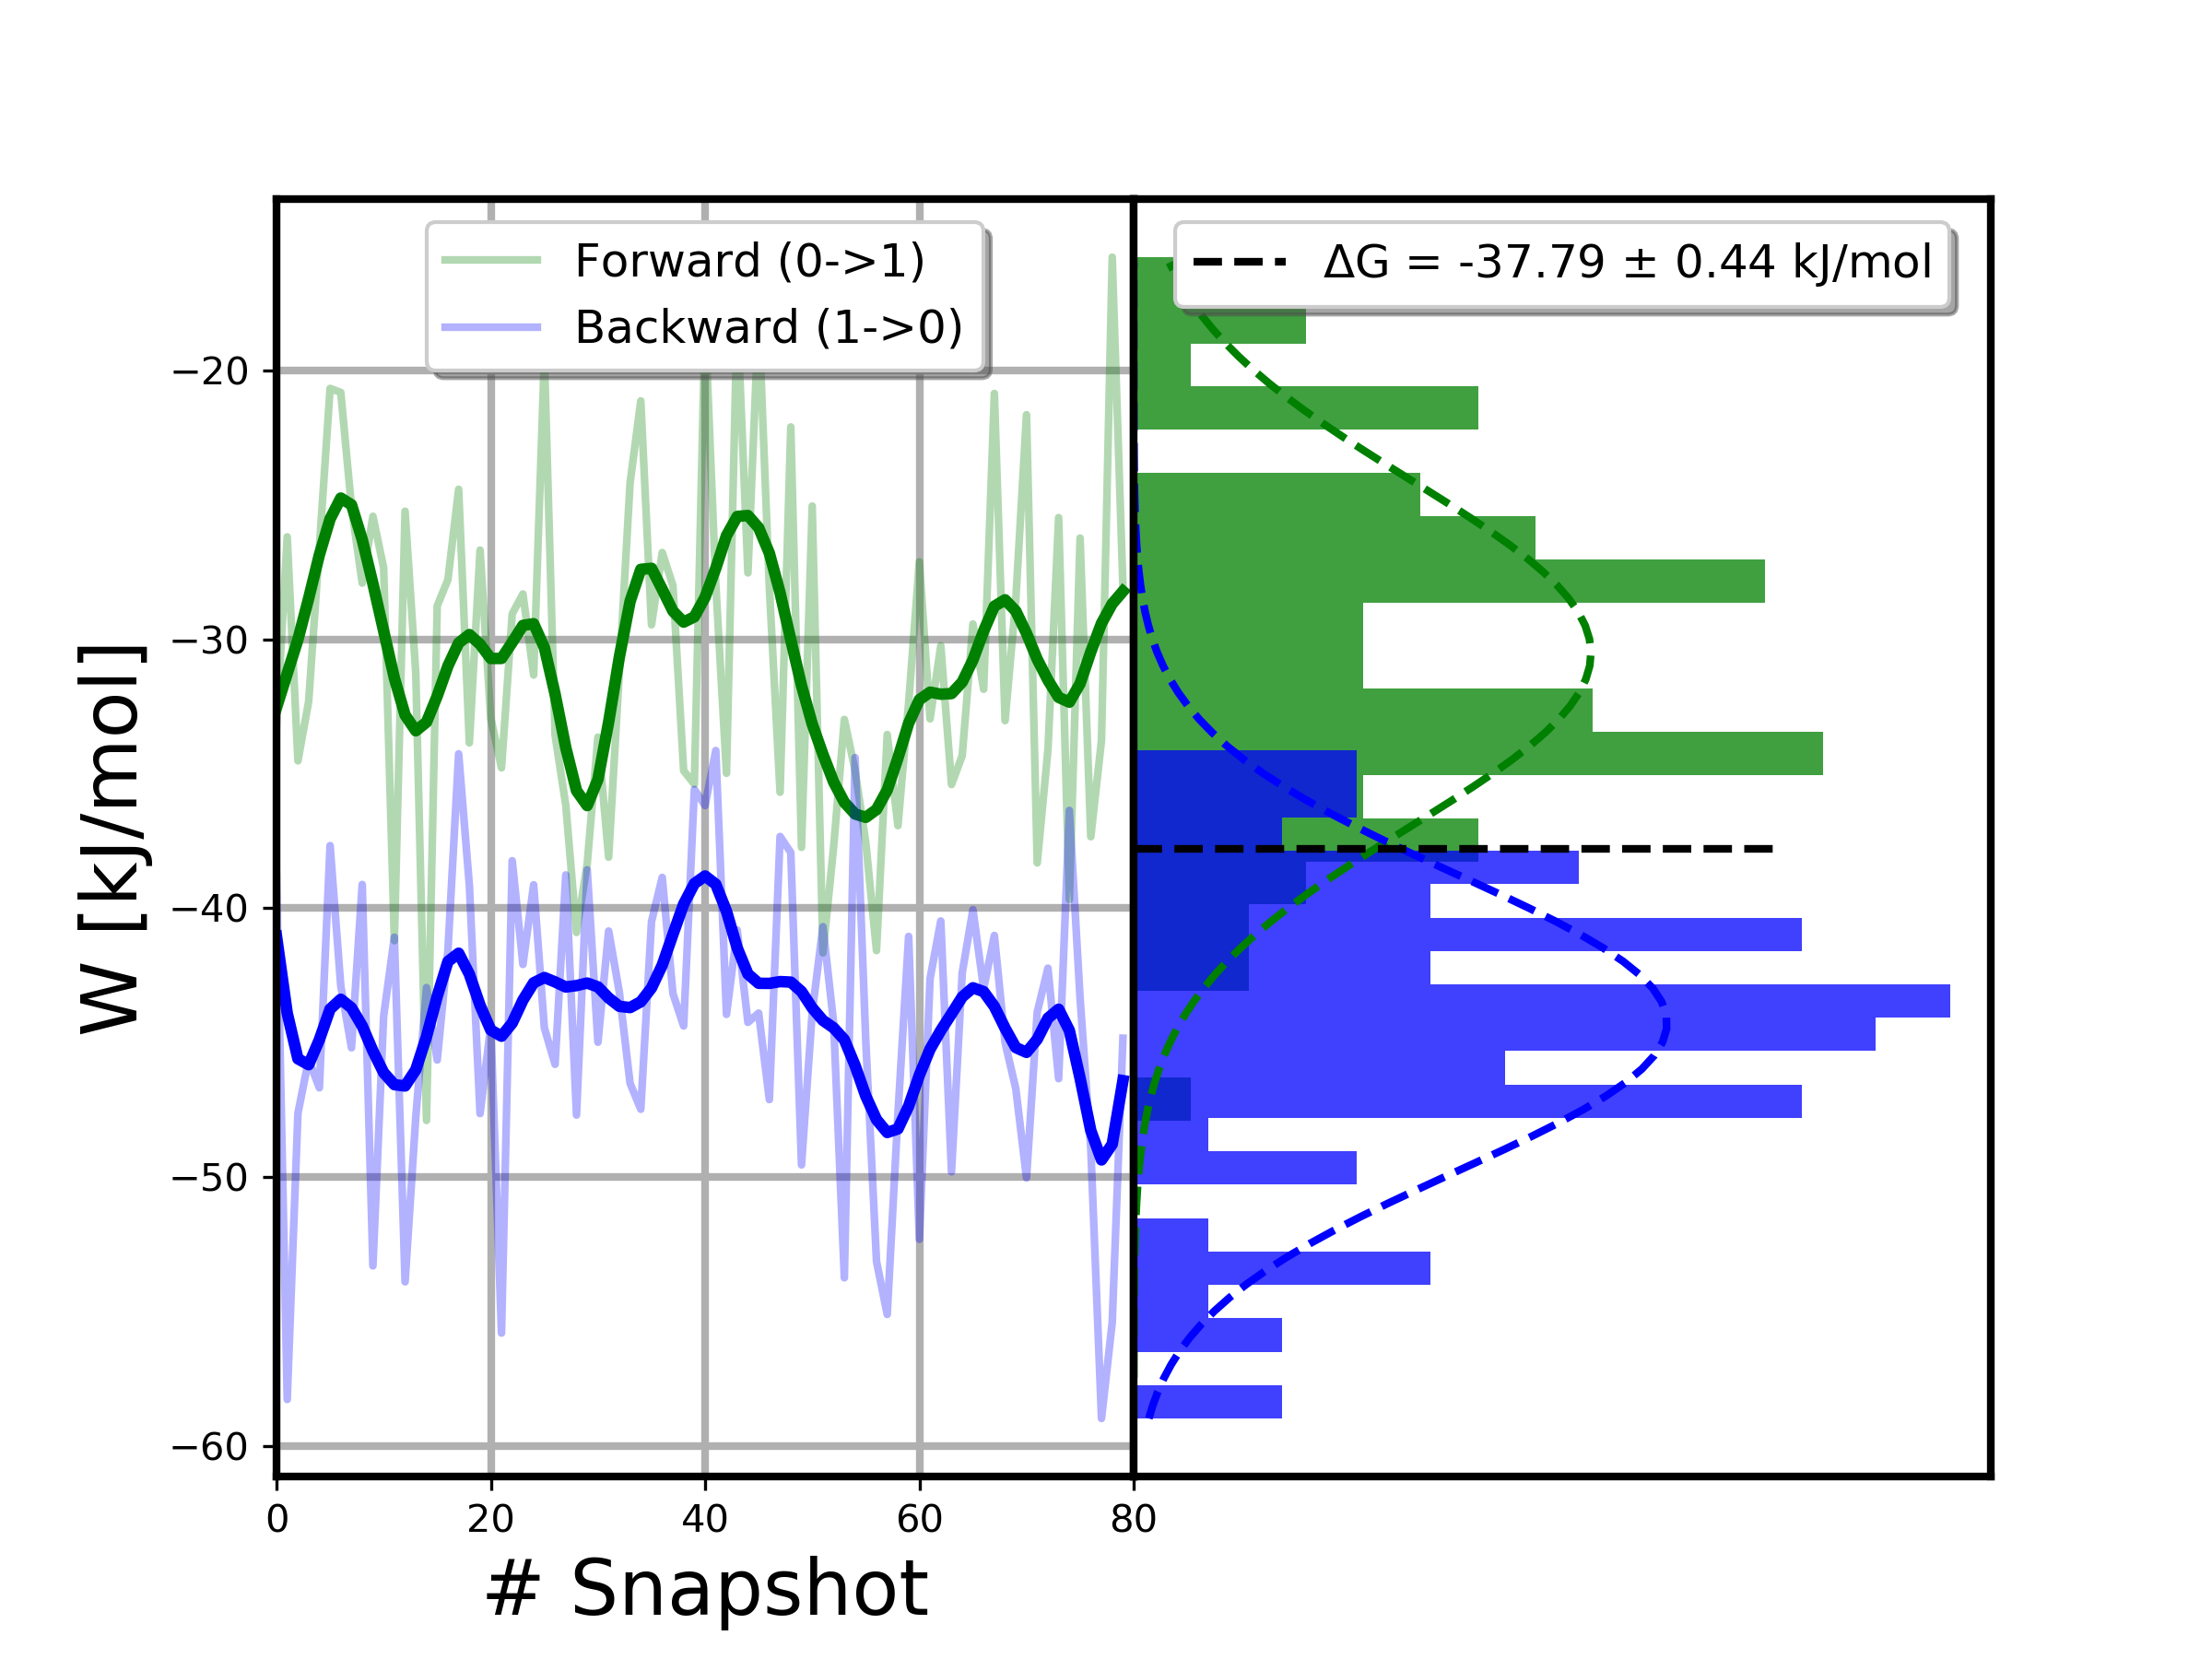 Forward (0->1)
Backward (1->0)
ΔG = -37.79 ± 0.44 kJ/mol
W [kJ/mol]
−20
−30
−40
−50
−60
0 20 40 60 80
# Snapshot